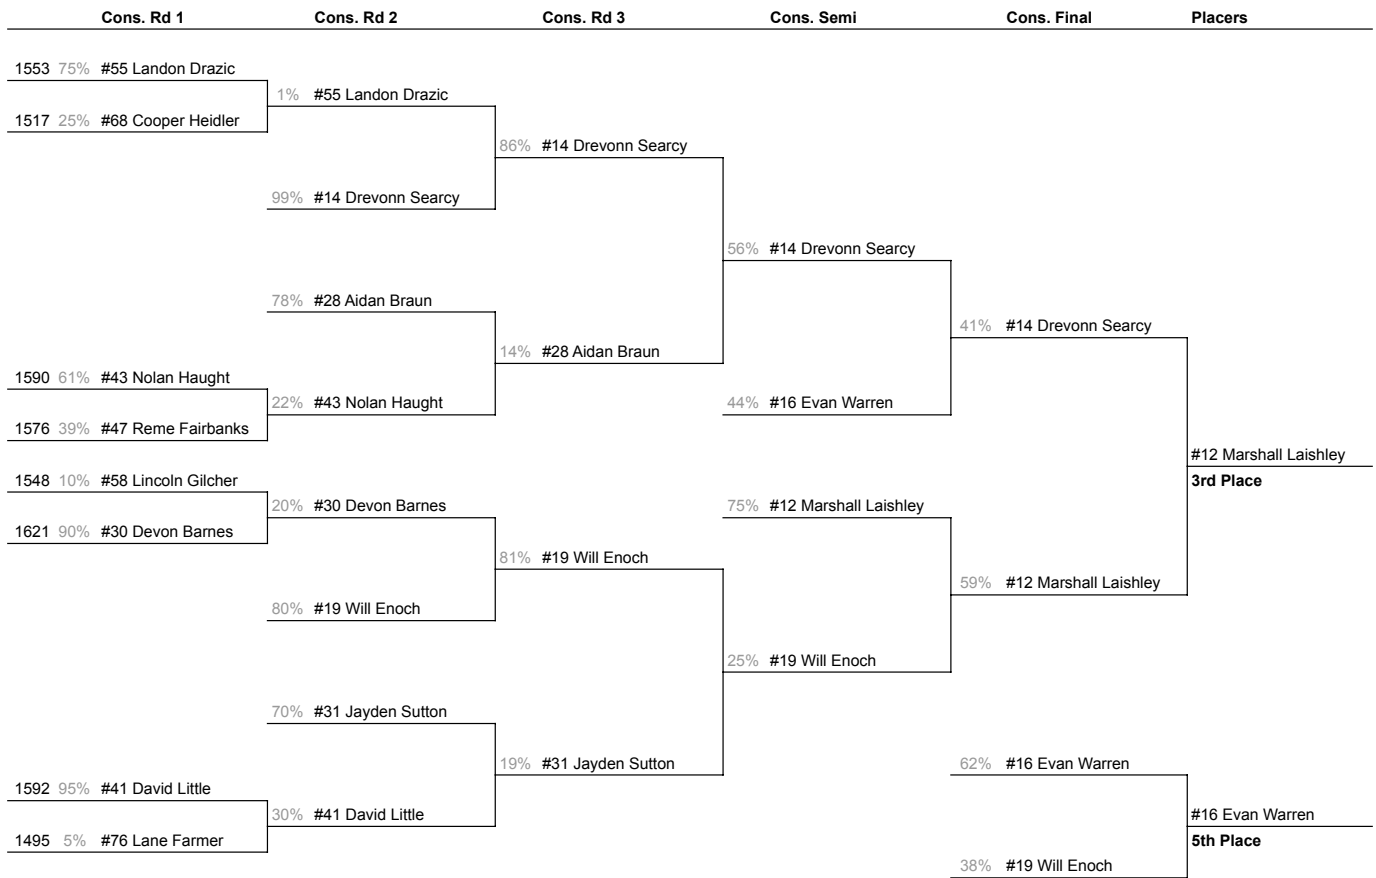 Cons. Rd 1 Cons. Rd 2 Cons. Rd 3 Cons. Semi Cons. Final Placers
1553 75% #55 Landon Drazic
1% #55 Landon Drazic
1517 25% #68 Cooper Heidler
86% #14 Drevonn Searcy
99% #14 Drevonn Searcy
56% #14 Drevonn Searcy
78% #28 Aidan Braun
41% #14 Drevonn Searcy
14% #28 Aidan Braun
1590 61% #43 Nolan Haught
22% #43 Nolan Haught 44% #16 Evan Warren
1576 39% #47 Reme Fairbanks
#12 Marshall Laishley
1548 10% #58 Lincoln Gilcher 3rd Place
20% #30 Devon Barnes 75% #12 Marshall Laishley
1621 90% #30 Devon Barnes
81% #19 Will Enoch
59% #12 Marshall Laishley
80% #19 Will Enoch
25% #19 Will Enoch
70% #31 Jayden Sutton
19% #31 Jayden Sutton 62% #16 Evan Warren
1592 95% #41 David Little
30% #41 David Little #16 Evan Warren
1495 5% #76 Lane Farmer 5th Place
38% #19 Will Enoch